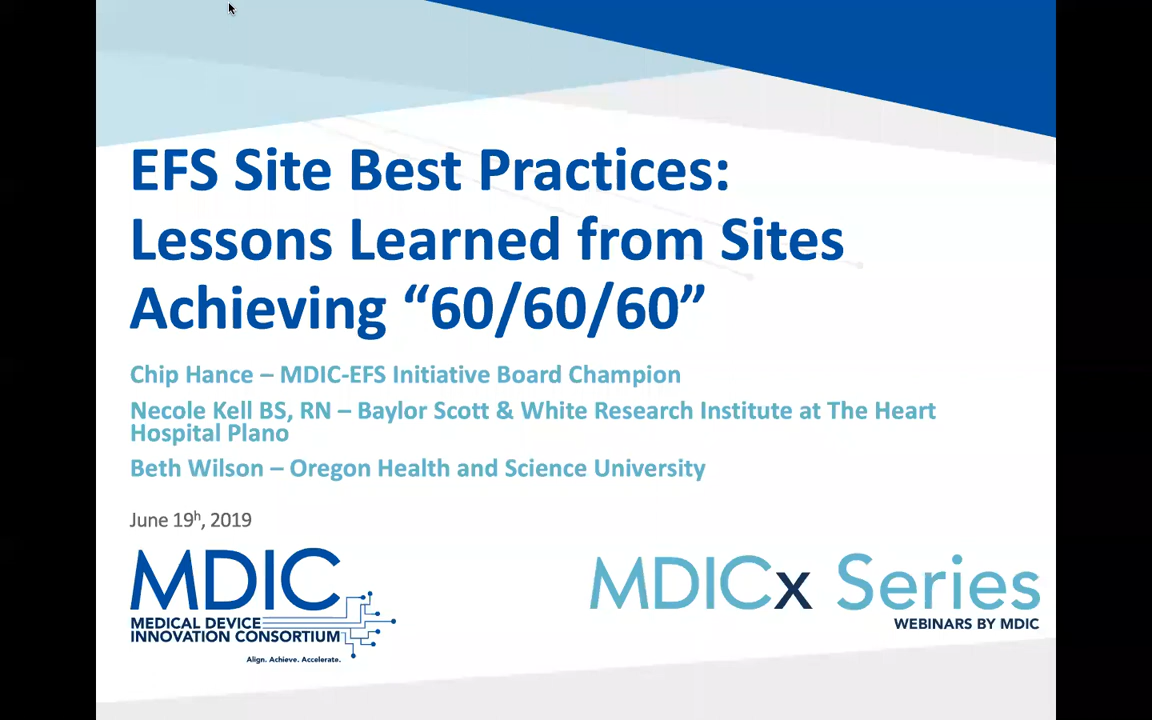 EFS Site Best Practices:
Lessons Learned from Sites
Achieving “60/60/60”
Chip Hance – MDIC-EFS Initiative Board Champion
Necole Kell BS, RN – Baylor Scott & White Research Institute at The Heart
Hospital Plano
Beth Wilson – Oregon Health and Science University
June 19h, 2019
MDIC
MEDICAL DEVICE
INNOVATION CONSORTIUM
Align. Achieve. Accelerate.
MDICx Series
WEBINARS BY MDIC